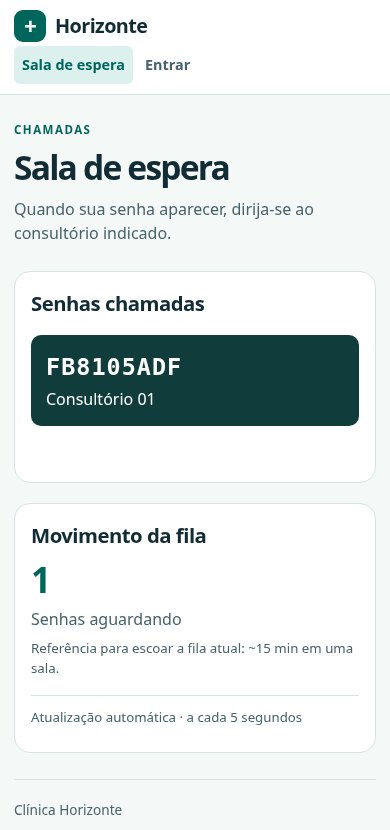 + Horizonte
Sala de espera Entrar
CHAMADAS
Sala de espera
Quando sua senha aparecer, dirija-se ao
consultório indicado.
Senhas chamadas
FB8105ADF
Consultório 01
Movimento da fila
1
Senhas aguardando
Referência para escoar a fila atual: ~15 min em uma
sala.
Atualização automática · a cada 5 segundos
Clínica Horizonte